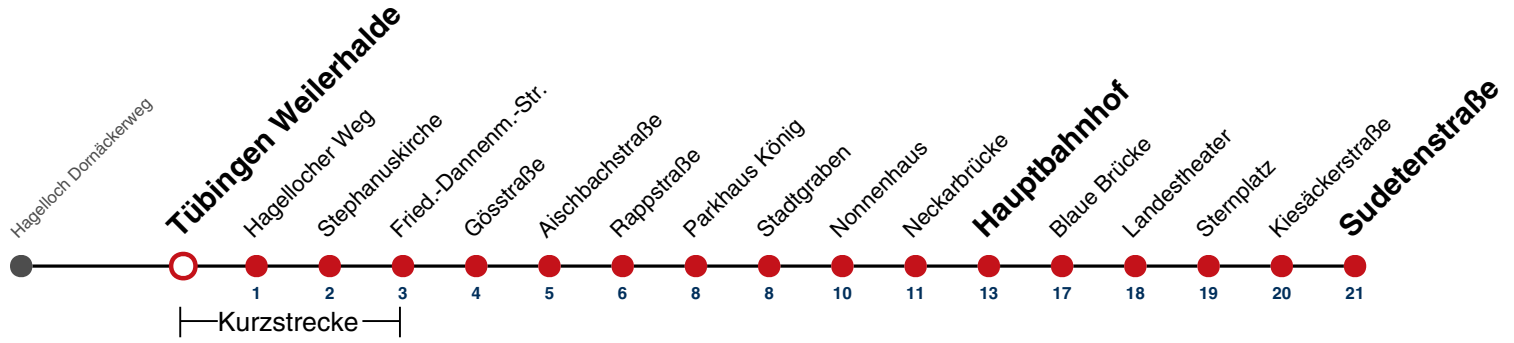 Hagelloch Dornäckerweg
Tübingen Weilerhalde
Hagellocher Weg
Stephanuskirche
Fried.-Dannenm.-Str.
Gösstraße
Aischbachstraße
Rappstraße
Parkhaus König
Stadtgraben
Nonnenhaus
Neckarbrücke
Hauptbahnhof
Blaue Brücke
Landestheater
Sternplatz
Kiesäckerstraße
Sudetenstraße
1 2 3 4 5 6 8 8 10 11 13 17 18 19 20 21
Kurzstrecke